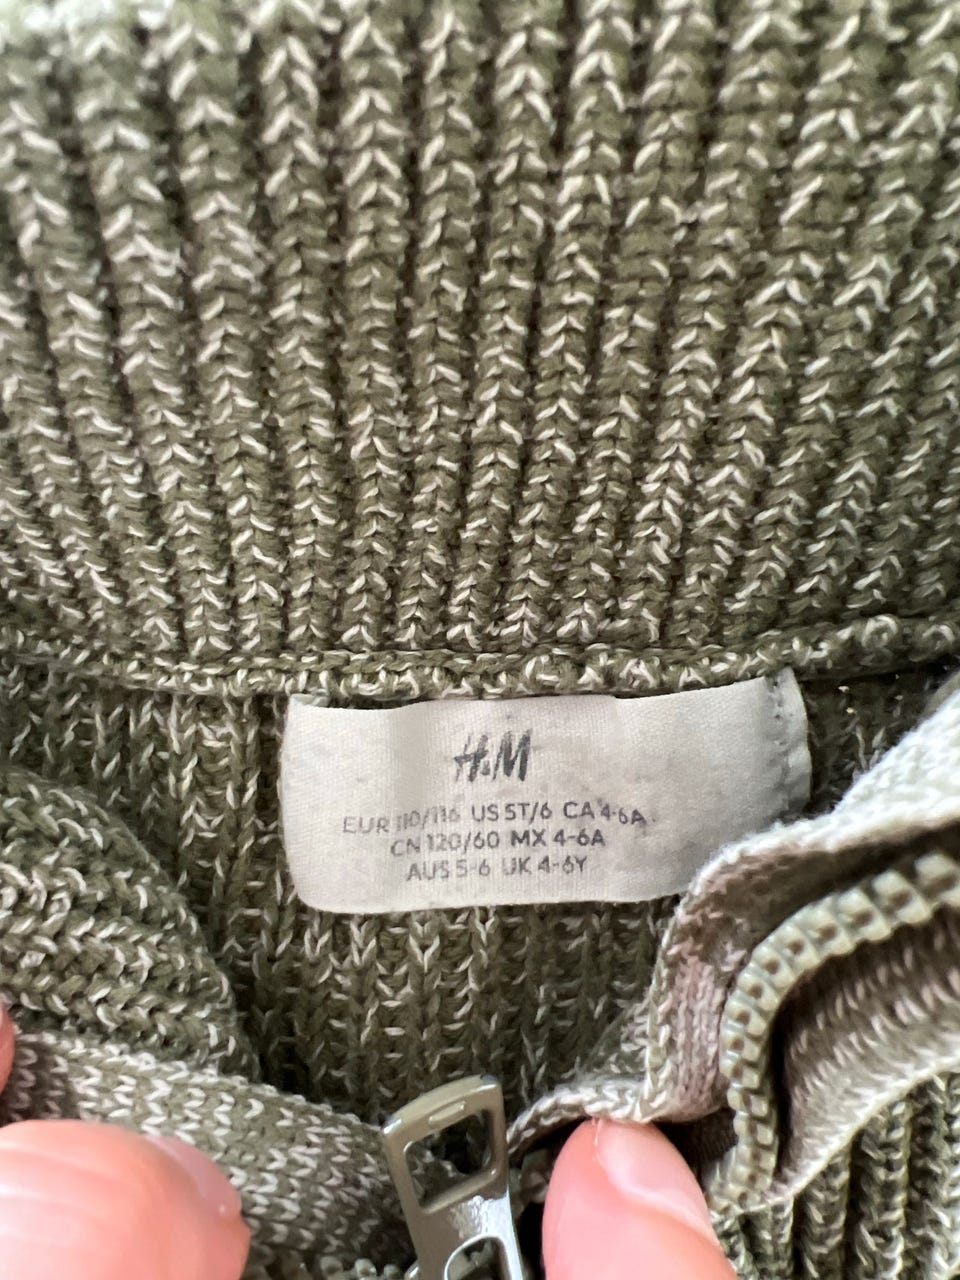 H&M
EUR 110/116 US 5T/6 CA 4-6A
CN 120/60 MX 4-6A
AUS 5-6 UK 4-6Y